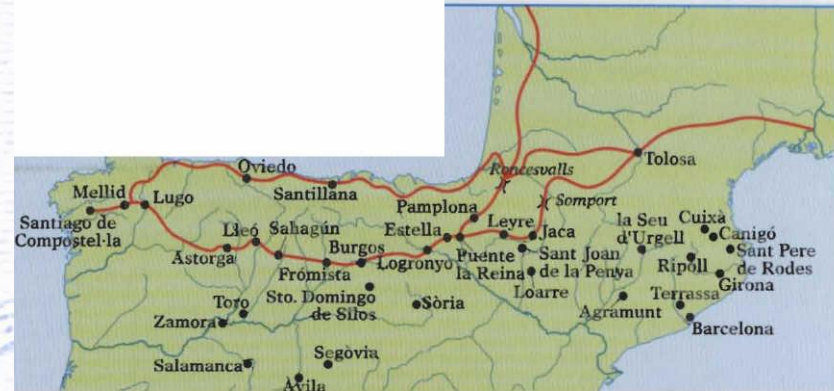 Oviedo
Santillana
Roncesvalls
Tolosa
Somport
Mellid
Lugo
Santiago de
Compostel·la
Astorga
Lleó
Sahagún
Frómista
Burgos
Pamplona
Estella
Logronyo
Leyre
Jaca
Puente
la Reina
Sant Joan
de la Penya
Loarre
la Seu
d'Urgell
Cuixa
Canigó
Sant Pere
de Rodes
Ripoll
Girona
Agramunt
Terrassa
Barcelona
Sto. Domingo
de Silos
Sòria
Toro
Zamora
Salamanca
Segòvia
Àvila